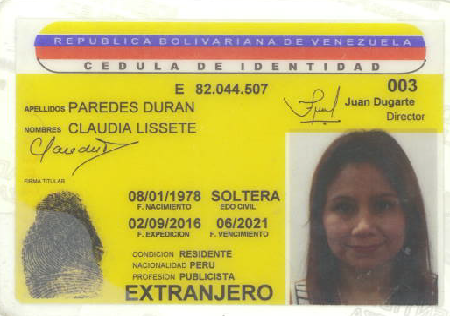 REPUBLICA BOLIVARIANA DE VENEZUELA
CEDULA DE IDENTIDAD
E 82.044.507
003
APELLIDOS PAREDES DURAN
Juan Dugarte
Director
NOMBRES CLAUDIA LISSETE
FIRMA TITULAR
08/01/1978 SOLTERA
F. NACIMIENTO EDO CIVIL
02/09/2016 06/2021
F. EXPEDICION F. VENCIMIENTO
CONDICION RESIDENTE
NACIONALIDAD PERU
PROFESION PUBLICISTA
EXTRANJERO